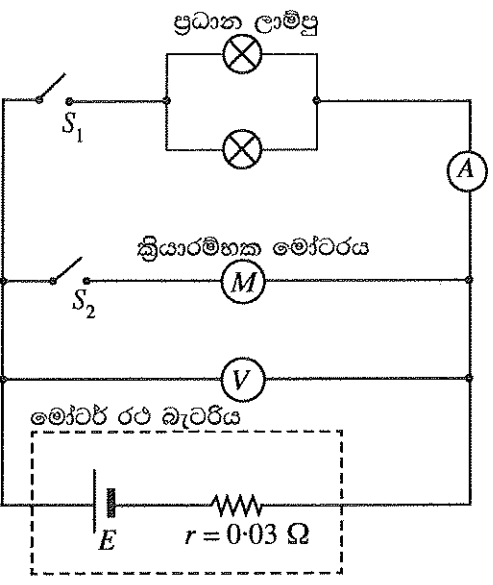 ප්‍රධාන ලාම්පු
S₁
A
ක්‍රියාරම්භක මෝටරය
M
S₂
V
මෝටර් රථ බැටරිය
E
r = 0·03 Ω